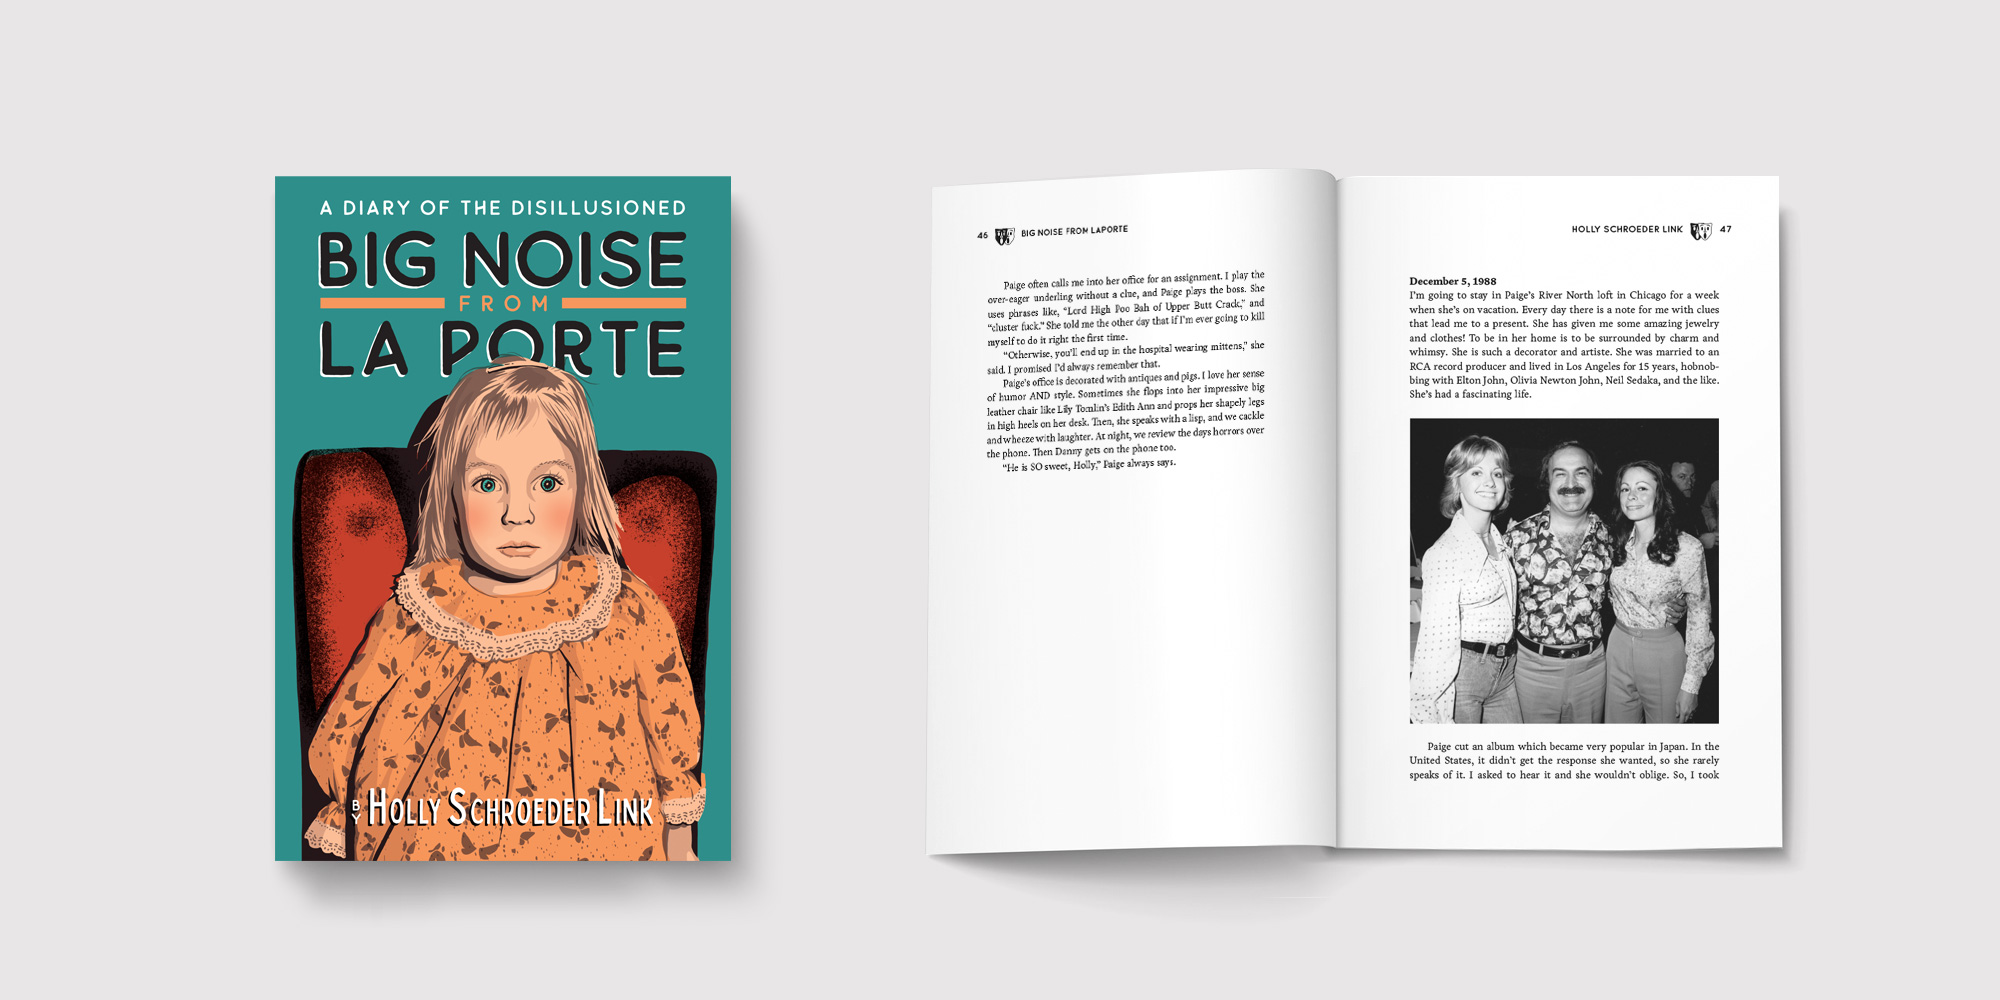 A DIARY OF THE DISILLUSIONED
BIG NOISE
FROM
LA PORTE
BY HOLLY SCHROEDER LINK
46 BIG NOISE FROM LAPORTE
Paige often calls me into her office for an assignment. I play the
over-eager underling without a clue, and Paige plays the boss. She
uses phrases like, “Lord High Poo Bah of Upper Butt Crack,” and
“cluster fuck.” She told me the other day that if I’m ever going to kill
myself to do it right the first time.
“Otherwise, you’ll end up in the hospital wearing mittens,” she
said. I promised I’d always remember that.
Paige’s office is decorated with antiques and pigs. I love her sense
of humor AND style. Sometimes she flops into her impressive big
leather chair like Lily Tomlin’s Edith Ann and props her shapely legs
in high heels on her desk. Then, she speaks with a lisp, and we cackle
and wheeze with laughter. At night, we review the days horrors over
the phone. Then Danny gets on the phone too.
“He is SO sweet, Holly,” Paige always says.
HOLLY SCHROEDER LINK 47
December 5, 1988
I’m going to stay in Paige’s River North loft in Chicago for a week
when she’s on vacation. Every day there is a note for me with clues
that lead me to a present. She has given me some amazing jewelry
and clothes! To be in her home is to be surrounded by charm and
whimsy. She is such a decorator and artiste. She was married to an
RCA record producer and lived in Los Angeles for 15 years, hobnob-
bing with Elton John, Olivia Newton John, Neil Sedaka, and the like.
She’s had a fascinating life.
Paige cut an album which became very popular in Japan. In the
United States, it didn’t get the response she wanted, so she rarely
speaks of it. I asked to hear it and she wouldn’t oblige. So, I took